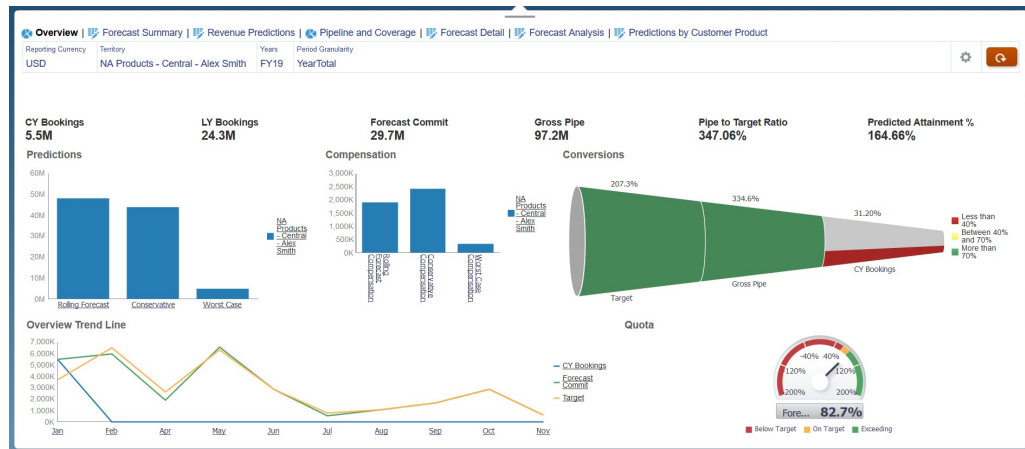 Overview | Forecast Summary | Revenue Predictions | Pipeline and Coverage | Forecast Detail | Forecast Analysis | Predictions by Customer Product
Reporting Currency Territory Years Period Granularity
USD NA Products - Central - Alex Smith FY19 YearTotal
CY Bookings LY Bookings Forecast Commit Gross Pipe Pipe to Target Ratio Predicted Attainment %
5.5M 24.3M 29.7M 97.2M 347.06% 164.66%
Predictions
60M
50M
40M
30M
20M
10M
0M
Rolling Forecast Conservative Worst Case
NA
Products
- Central
- Alex
Smith
Compensation
3,000K
2,500K
2,000K
1,500K
1,000K
500K
0K
Rolling
Forecast
Compensation
Conservative
Compensation
Worst Case
Compensation
NA
Products
- Central
- Alex
Smith
Conversions
207.3%
334.6%
31.20%
Target
Gross Pipe
CY Bookings
Less than
40%
Between 40%
and 70%
More than
70%
Overview Trend Line
7,000K
6,000K
5,000K
4,000K
3,000K
2,000K
1,000K
0K
Jan Feb Apr May Jun Jul Aug Sep Oct Nov
CY Bookings
Forecast
Commit
Target
Quota
-40% 40%
120% 120%
200% 200%
Fore... 82.7%
Below Target On Target Exceeding